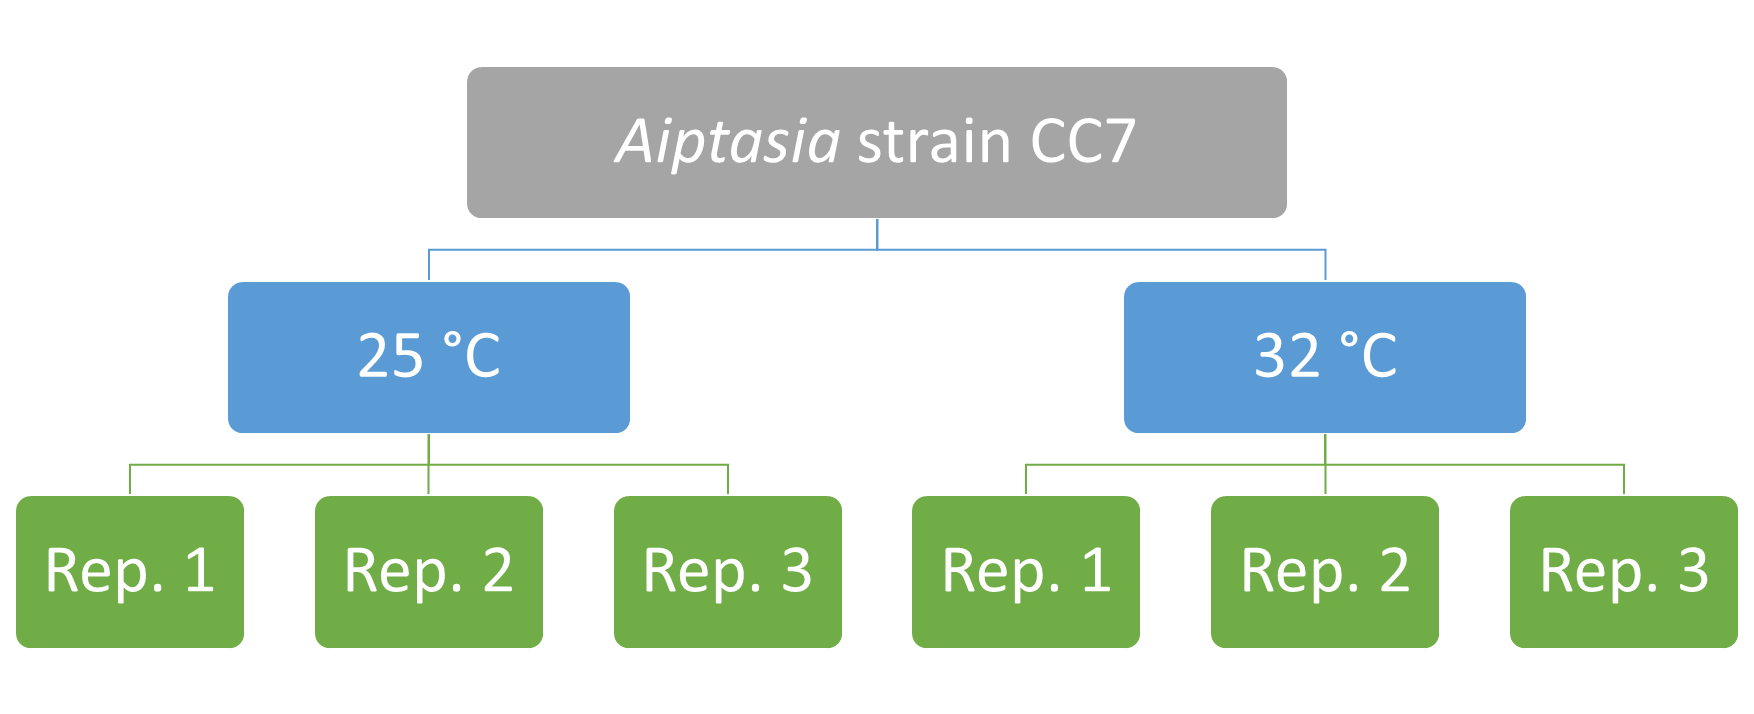 Aiptasia strain CC7
25 °C
32 °C
Rep. 1
Rep. 2
Rep. 3
Rep. 1
Rep. 2
Rep. 3